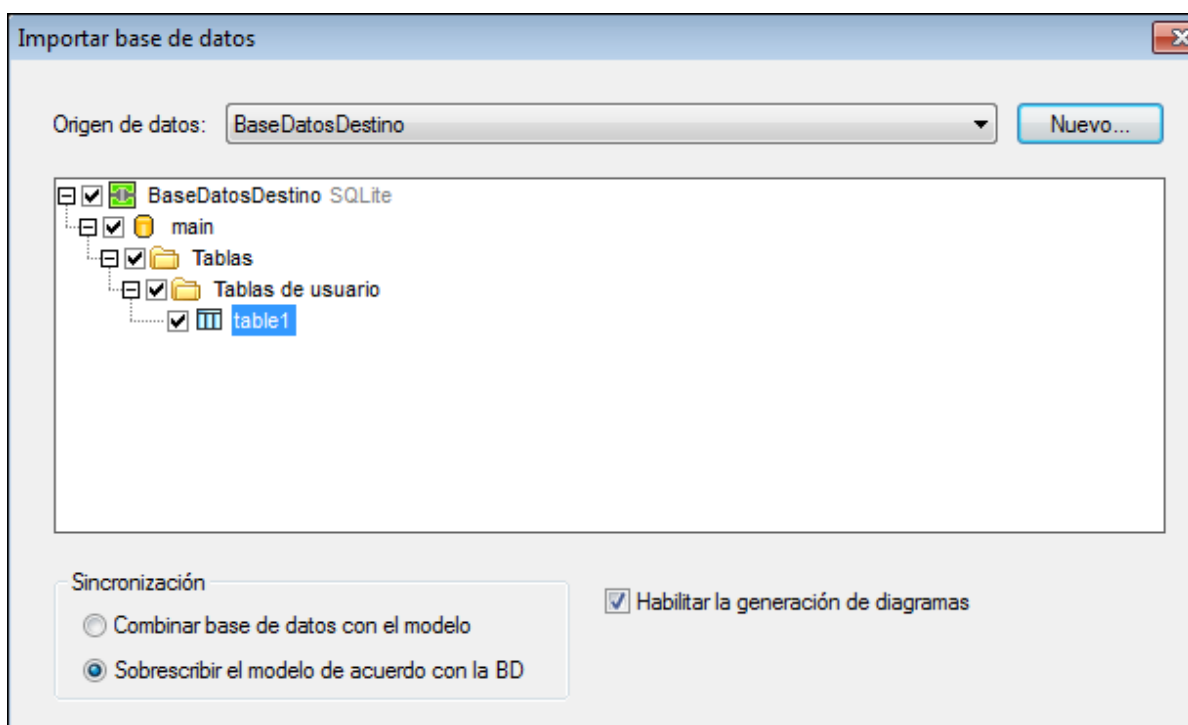 Importar base de datos
Origen de datos: BaseDatosDestino Nuevo...
BaseDatosDestino SQLite
main
Tablas
Tablas de usuario
table1
Sincronización
Habilitar la generación de diagramas
Combinar base de datos con el modelo
Sobrescribir el modelo de acuerdo con la BD